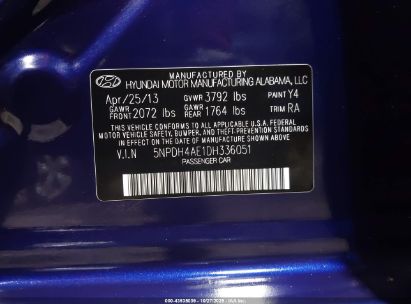 MANUFACTURED BY
HYUNDAI MOTOR MANUFACTURING ALABAMA, LLC
Apr/25/13 GVWR 3792 lbs PAINT Y4
GAWR FRONT 2072 lbs GAWR REAR 1764 lbs TRIM RA
THIS VEHICLE CONFORMS TO ALL APPLICABLE U.S.A. FEDERAL
MOTOR VEHICLE SAFETY, BUMPER, AND THEFT PREVENTION
STANDARDS IN EFFECT ON THE DATE OF MANUFACTURE
SHOWN ABOVE.
V.I.N 5NPDH4AE1DH336051
PASSENGER CAR